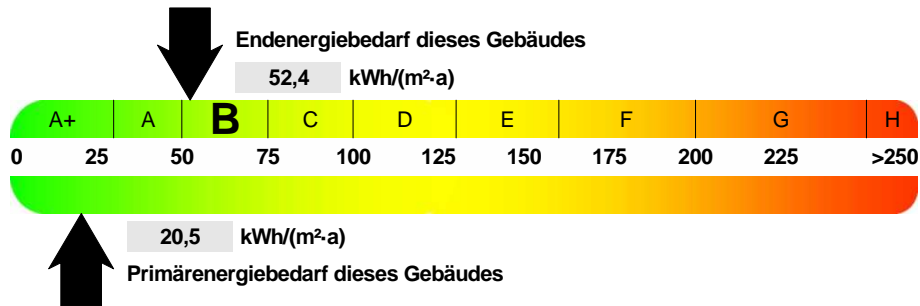 Endenergiebedarf dieses Gebäudes
52,4 kWh/(m²·a)
A+ A B C D E F G H
0 25 50 75 100 125 150 175 200 225 >250
20,5 kWh/(m²·a)
Primärenergiebedarf dieses Gebäudes